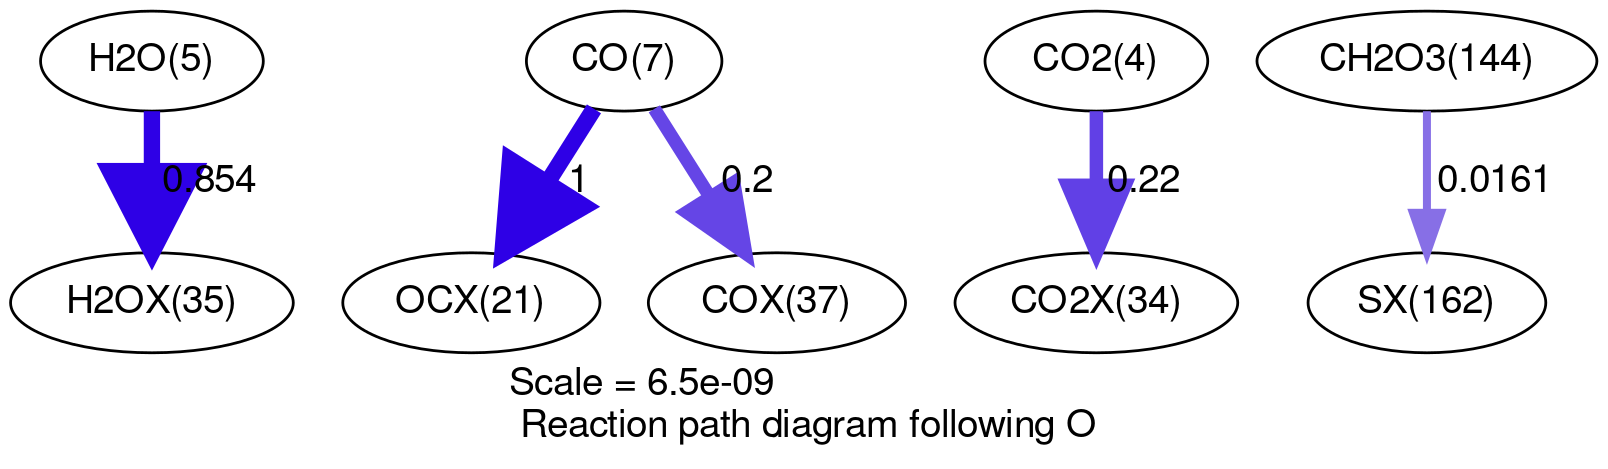 H2O(5)
CO(7)
CO2(4)
CH2O3(144)
0.854
1
0.2
0.22
0.0161
H2OX(35)
OCX(21)
COX(37)
CO2X(34)
SX(162)
Scale = 6.5e-09
Reaction path diagram following O